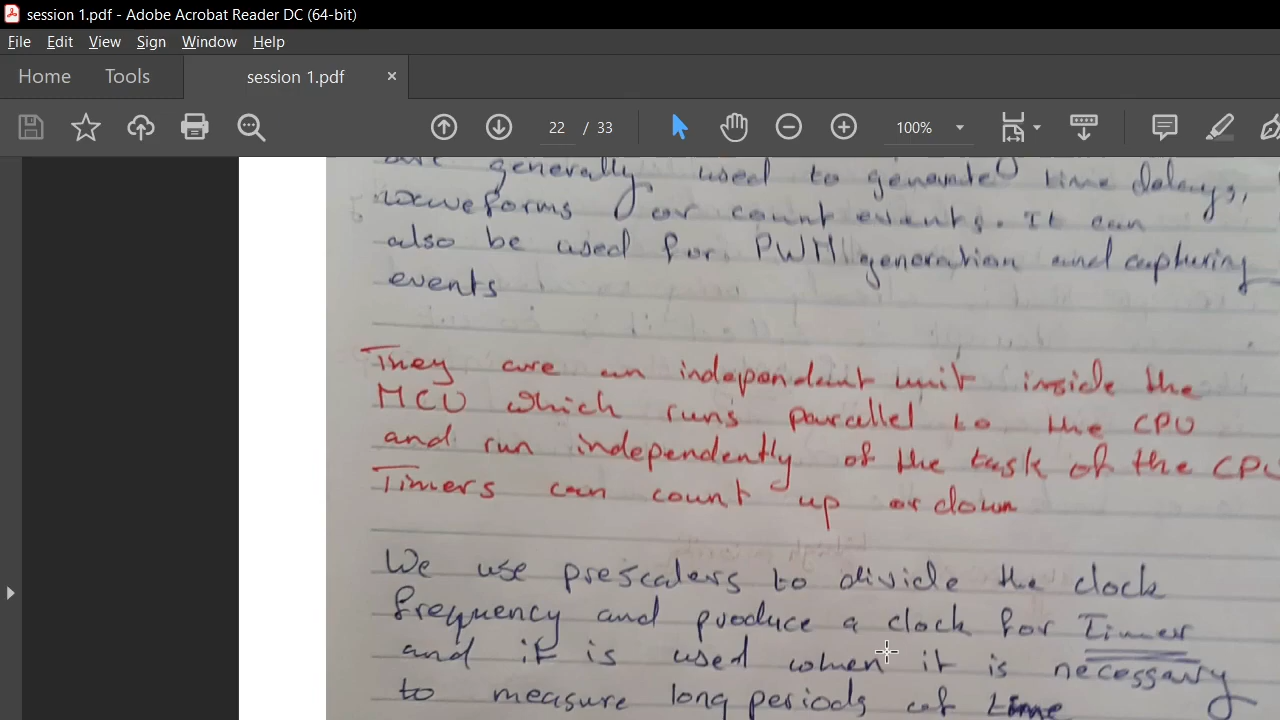 session 1.pdf - Adobe Acrobat Reader DC (64-bit)
File Edit View Sign Window Help
Home Tools session 1.pdf ×
22 / 33 100%
are generally used to generate time delays,
waveforms or count events. It can
also be used for PWM generation and capturing
events
They are an independant unit inside the
MCU which runs parallel to the CPU
and run independently of the task of the CPU
Timers can count up or down
We use prescalers to divide the clock
frequency and produce a clock for Timer
and it is used when it is necessary
to measure long periods of time